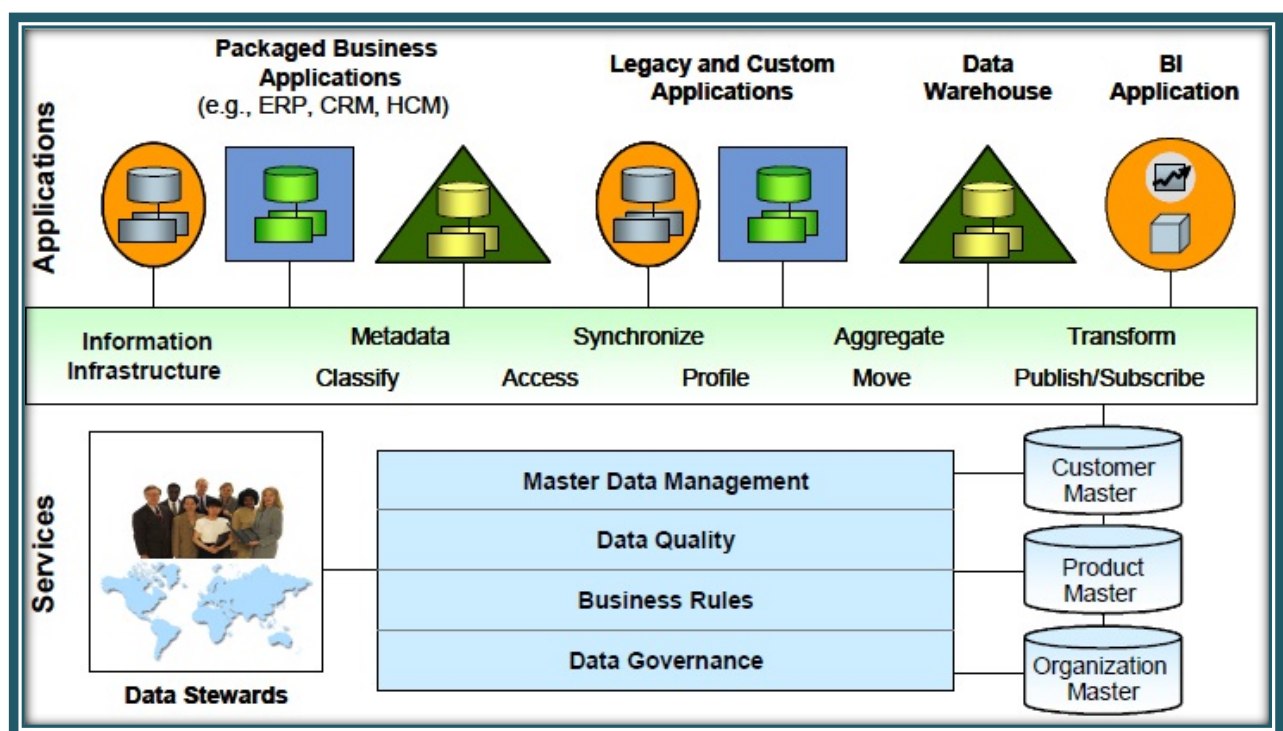 Packaged Business
Applications
(e.g., ERP, CRM, HCM)
Legacy and Custom
Applications
Data
Warehouse
BI
Application
Applications
Information
Infrastructure
Metadata
Synchronize
Aggregate
Transform
Classify
Access
Profile
Move
Publish/Subscribe
Services
Data Stewards
Master Data Management
Data Quality
Business Rules
Data Governance
Customer
Master
Product
Master
Organization
Master